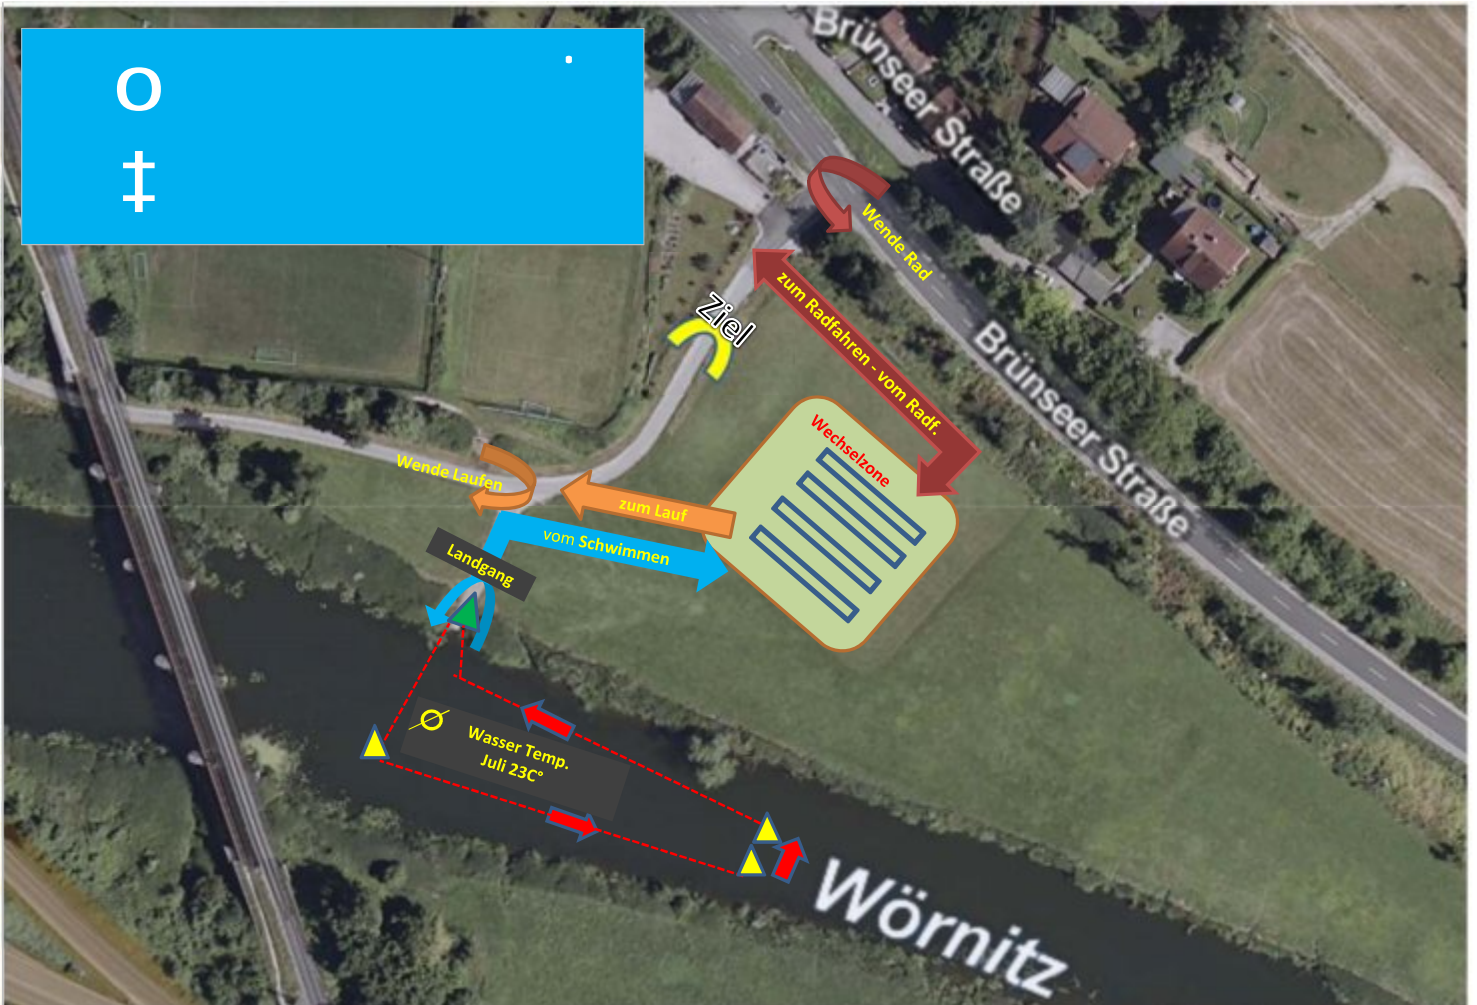 O
‡
Brünseer Straße
Wende Rad
zum Radfahren - vom Radf.
Ziel
Brünseer Straße
Wechselzone
Wende Laufen
zum Lauf
vom Schwimmen
Landgang
Ø Wasser Temp.
Juli 23C°
Wörnitz